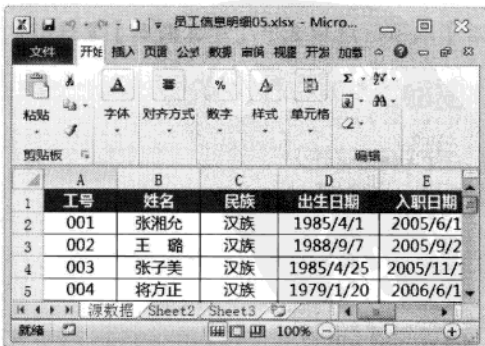 员工信息明细05.xlsx - Micro...
文件 开始 插入 页面 公式 数据 审阅 视图 开发 加载
粘贴 字体 对齐方式 数字 样式 单元格
剪贴板 编辑
A B C D E
1 工号 姓名 民族 出生日期 入职日期
2 001 张湘允 汉族 1985/4/1 2005/6/1
3 002 王 璐 汉族 1988/9/7 2005/9/2
4 003 张子美 汉族 1985/4/25 2005/11/1
5 004 将方正 汉族 1979/1/20 2006/6/1
源数据 Sheet2 Sheet3
就绪 100%